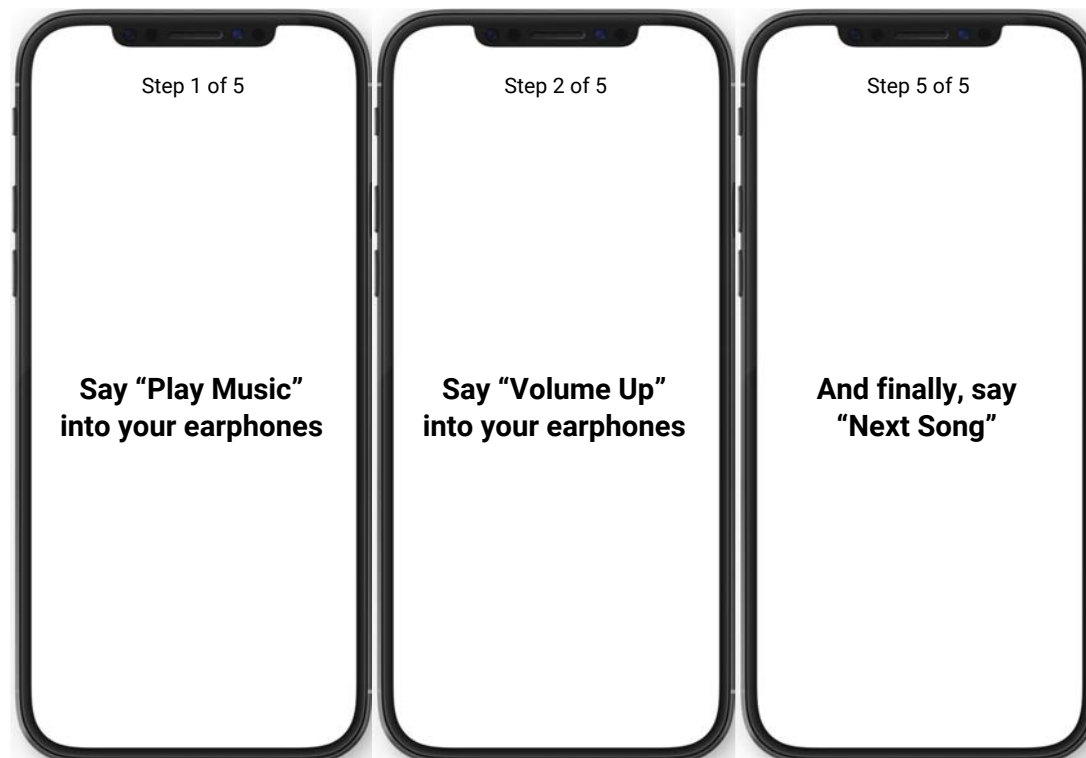 Step 1 of 5
Say “Play Music”
into your earphones
Step 2 of 5
Say “Volume Up”
into your earphones
Step 5 of 5
And finally, say
“Next Song”